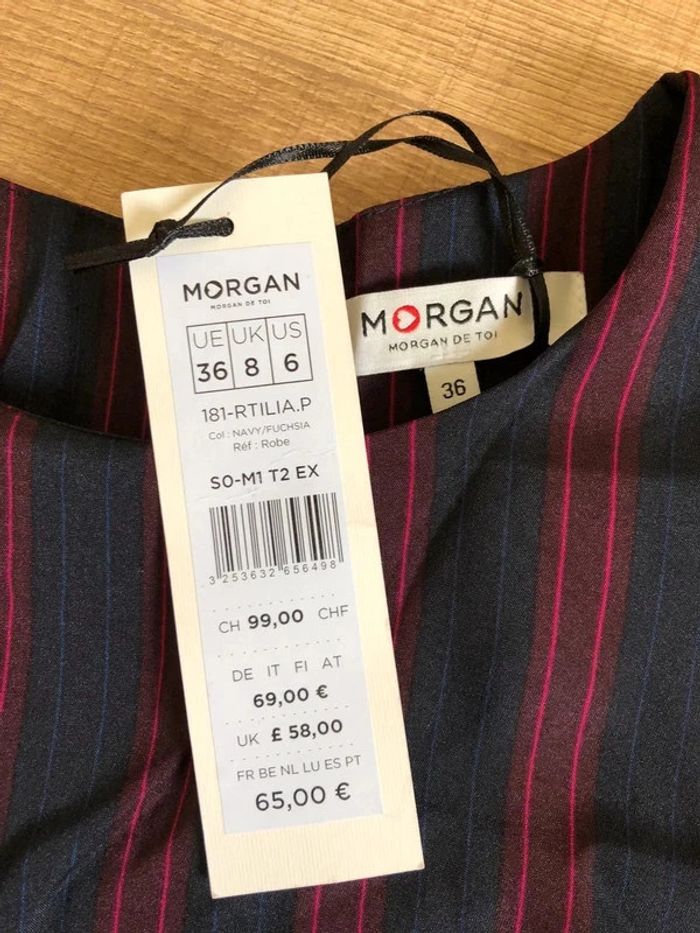 MORGAN
MORGAN DE TOI
UE UK US
36 8 6
181-RTILIA.P
Col : NAVY/FUCHSIA
Réf : Robe
SO-M1 T2 EX
3 253632 656498
CH 99,00 CHF
DE IT FI AT
69,00 €
UK £ 58,00
FR BE NL LU ES PT
65,00 €
MORGAN
MORGAN DE TOI
36